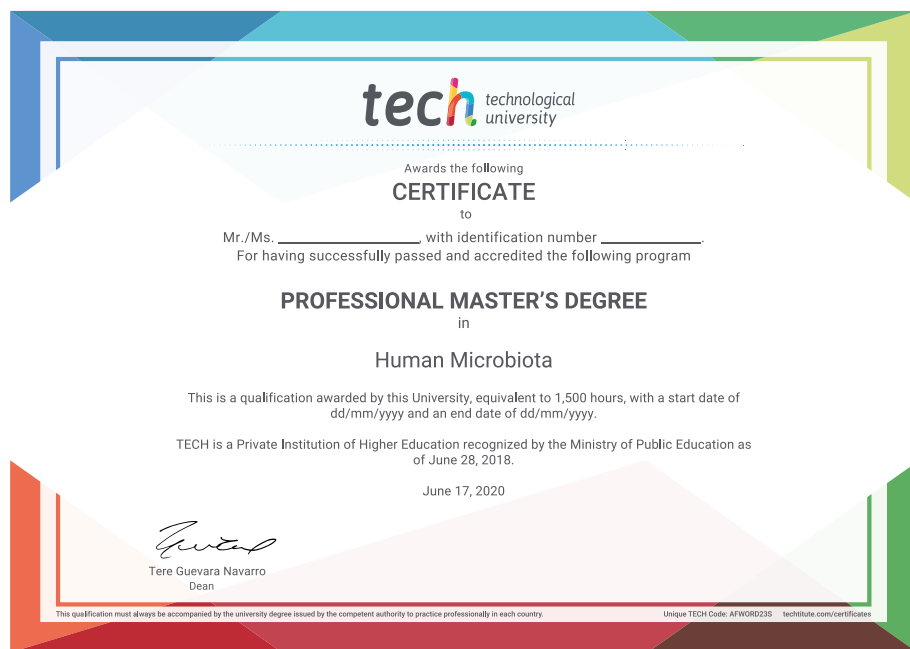 tech technological
university
Awards the following
CERTIFICATE
to
Mr./Ms. ________________, with identification number ____________.
For having successfully passed and accredited the following program
PROFESSIONAL MASTER'S DEGREE
in
Human Microbiota
This is a qualification awarded by this University, equivalent to 1,500 hours, with a start date of
dd/mm/yyyy and an end date of dd/mm/yyyy.
TECH is a Private Institution of Higher Education recognized by the Ministry of Public Education as
of June 28, 2018.
June 17, 2020
Tere Guevara Navarro
Dean
This qualification must always be accompanied by the university degree issued by the competent authority to practice professionally in each country.
Unique TECH Code: AFWORD23S techtitute.com/certificates